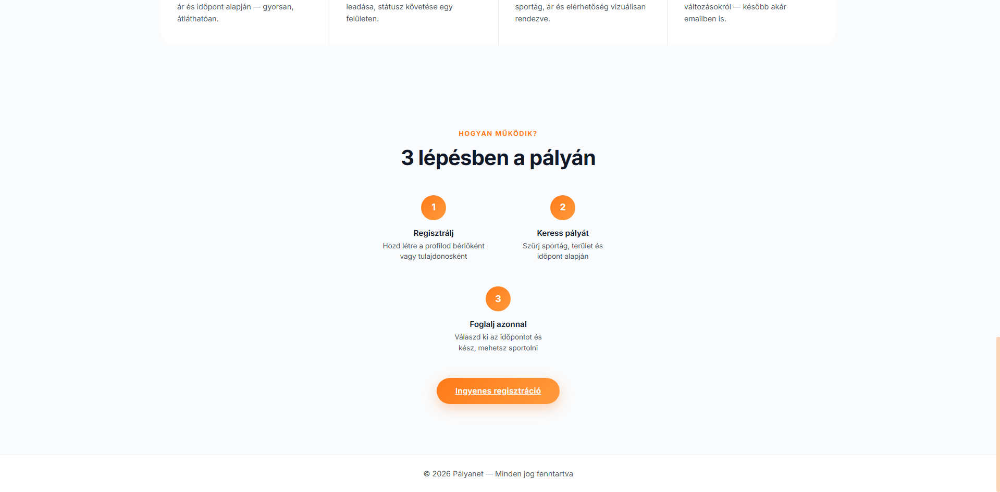 ár és időpont alapján — gyorsan,
átláthatóan.
leadása, státusz követése egy
felületen.
sportág, ár és elérhetőség vizuálisan
rendezve.
változásokról — később akár
emailben is.
HOGYAN MŰKÖDIK?
3 lépésben a pályán
1
Regisztrálj
Hozd létre a profilod bérlőként
vagy tulajdonosként
2
Keress pályát
Szűrj sportág, terület és
időpont alapján
3
Foglalj azonnal
Válaszd ki az időpontot és
kész, mehetsz sportolni
Ingyenes regisztráció
© 2026 Pályanet — Minden jog fenntartva